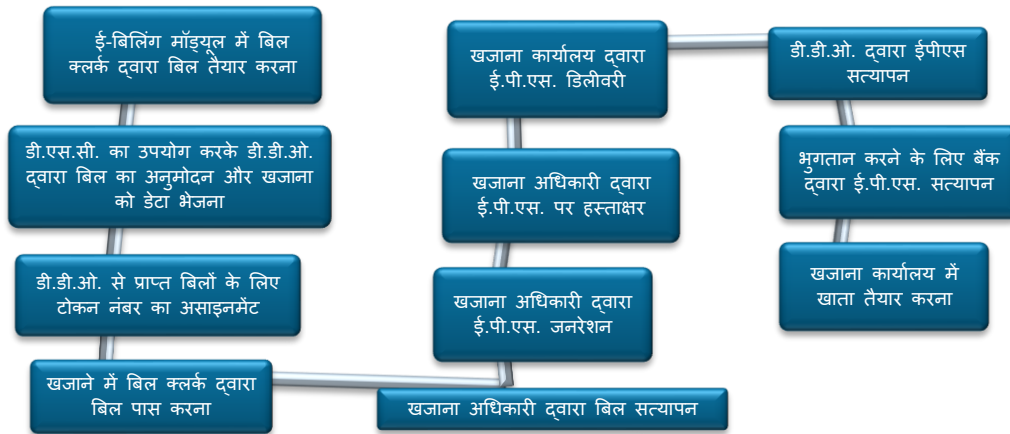 ई-बिलिंग मॉड्यूल में बिल
क्लर्क द्वारा बिल तैयार करना
डी.एस.सी. का उपयोग करके डी.डी.ओ.
द्वारा बिल का अनुमोदन और खजाना
को डेटा भेजना
डी.डी.ओ. से प्राप्त बिलों के लिए
टोकन नंबर का असाइनमेंट
खजाने में बिल क्लर्क द्वारा
बिल पास करना
खजाना अधिकारी द्वारा बिल सत्यापन
खजाना अधिकारी द्वारा
ई.पी.एस. जनरेशन
खजाना अधिकारी द्वारा
ई.पी.एस. पर हस्ताक्षर
खजाना कार्यालय द्वारा
ई.पी.एस. डिलीवरी
डी.डी.ओ. द्वारा ईपीएस
सत्यापन
भुगतान करने के लिए बैंक
द्वारा ई.पी.एस. सत्यापन
खजाना कार्यालय में
खाता तैयार करना